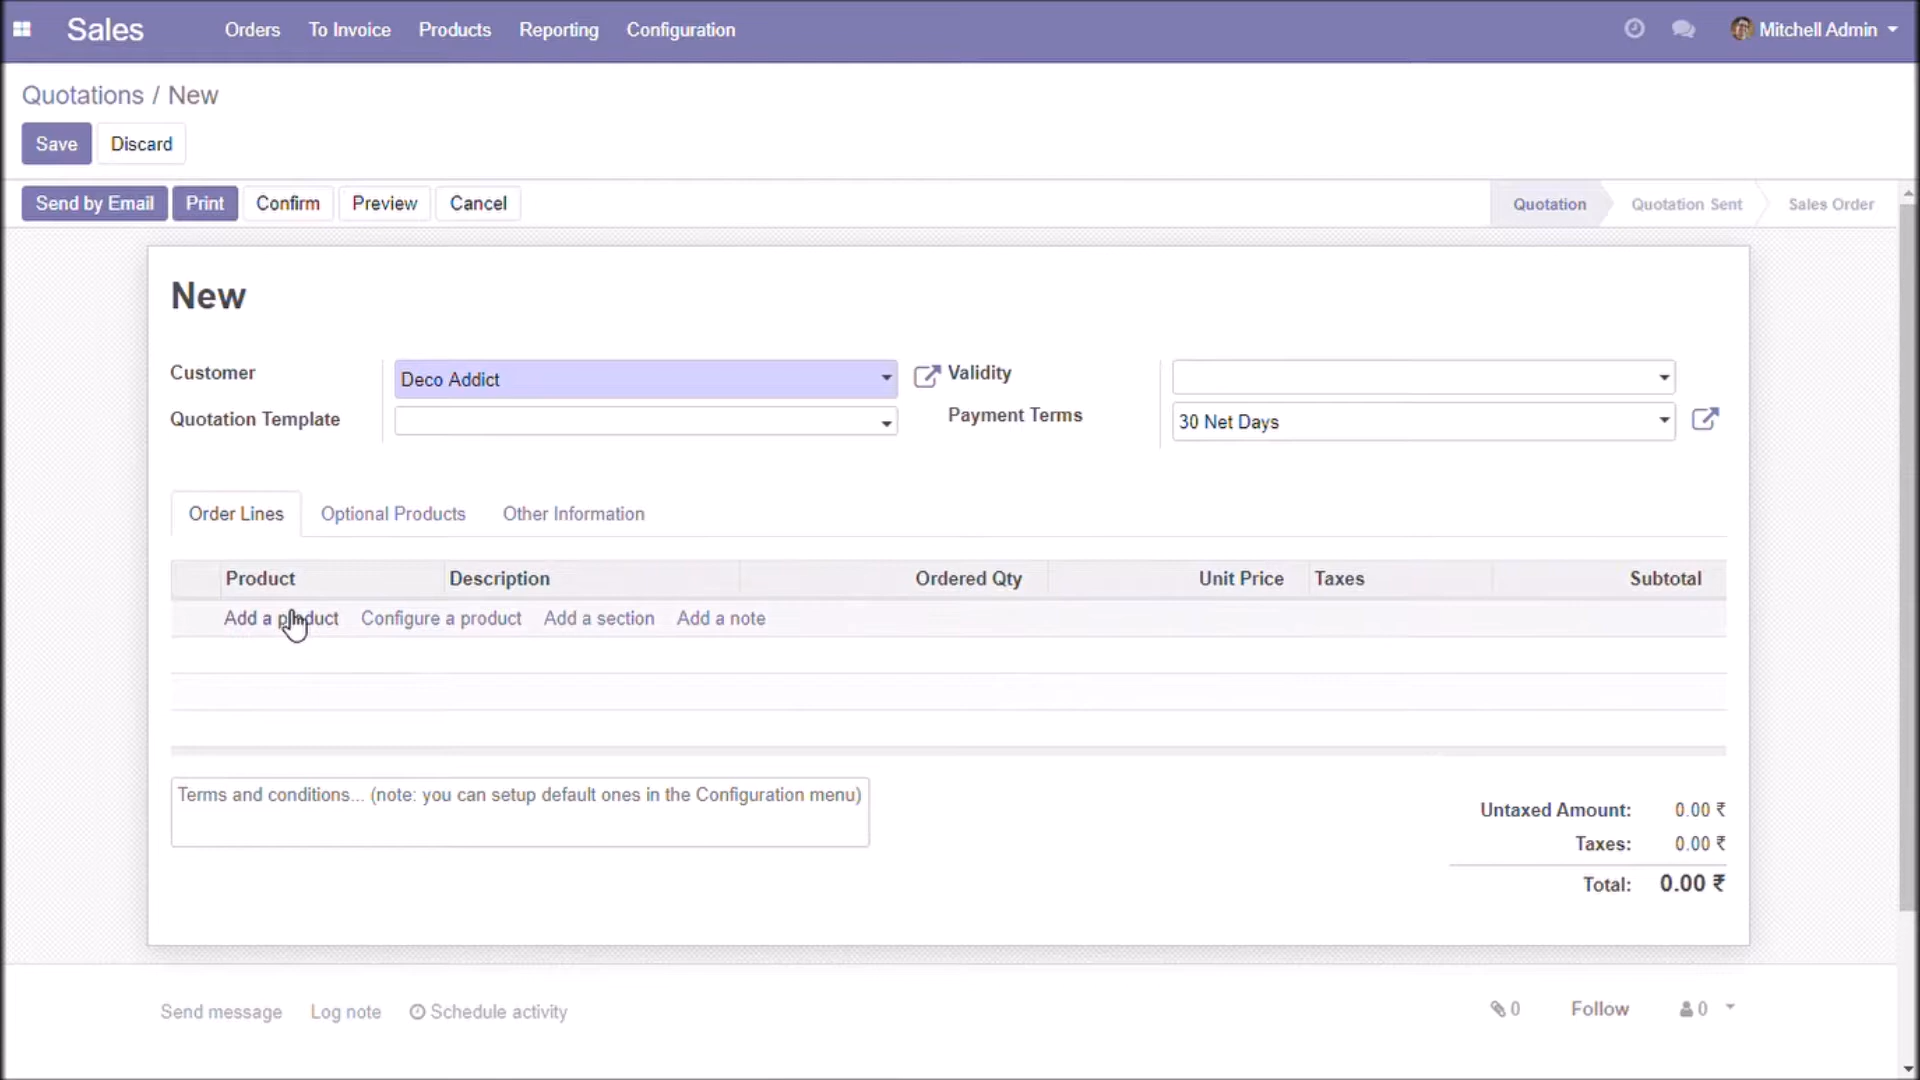 Sales Orders To Invoice Products Reporting Configuration Mitchell Admin
Quotations / New
Save Discard
Send by Email Print Confirm Preview Cancel Quotation Quotation Sent Sales Order
New
Customer Deco Addict Validity
Quotation Template Payment Terms 30 Net Days
Order Lines Optional Products Other Information
Product Description Ordered Qty Unit Price Taxes Subtotal
Add a product Configure a product Add a section Add a note
Terms and conditions... (note: you can setup default ones in the Configuration menu)
Untaxed Amount: 0.00 ₹
Taxes: 0.00 ₹
Total: 0.00 ₹
Send message Log note Schedule activity 0 Follow 0